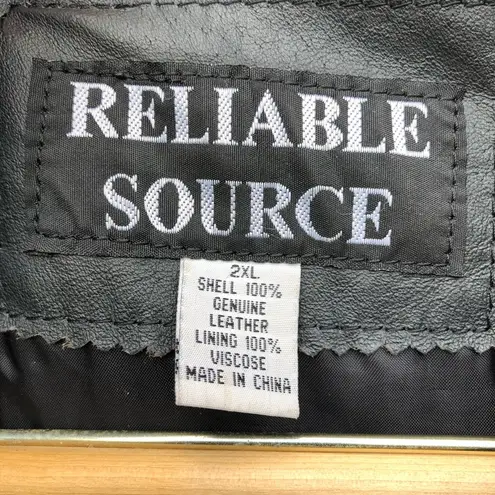 RELIABLE
SOURCE
2XL
SHELL 100%
GENUINE
LEATHER
LINING 100%
VISCOSE
MADE IN CHINA